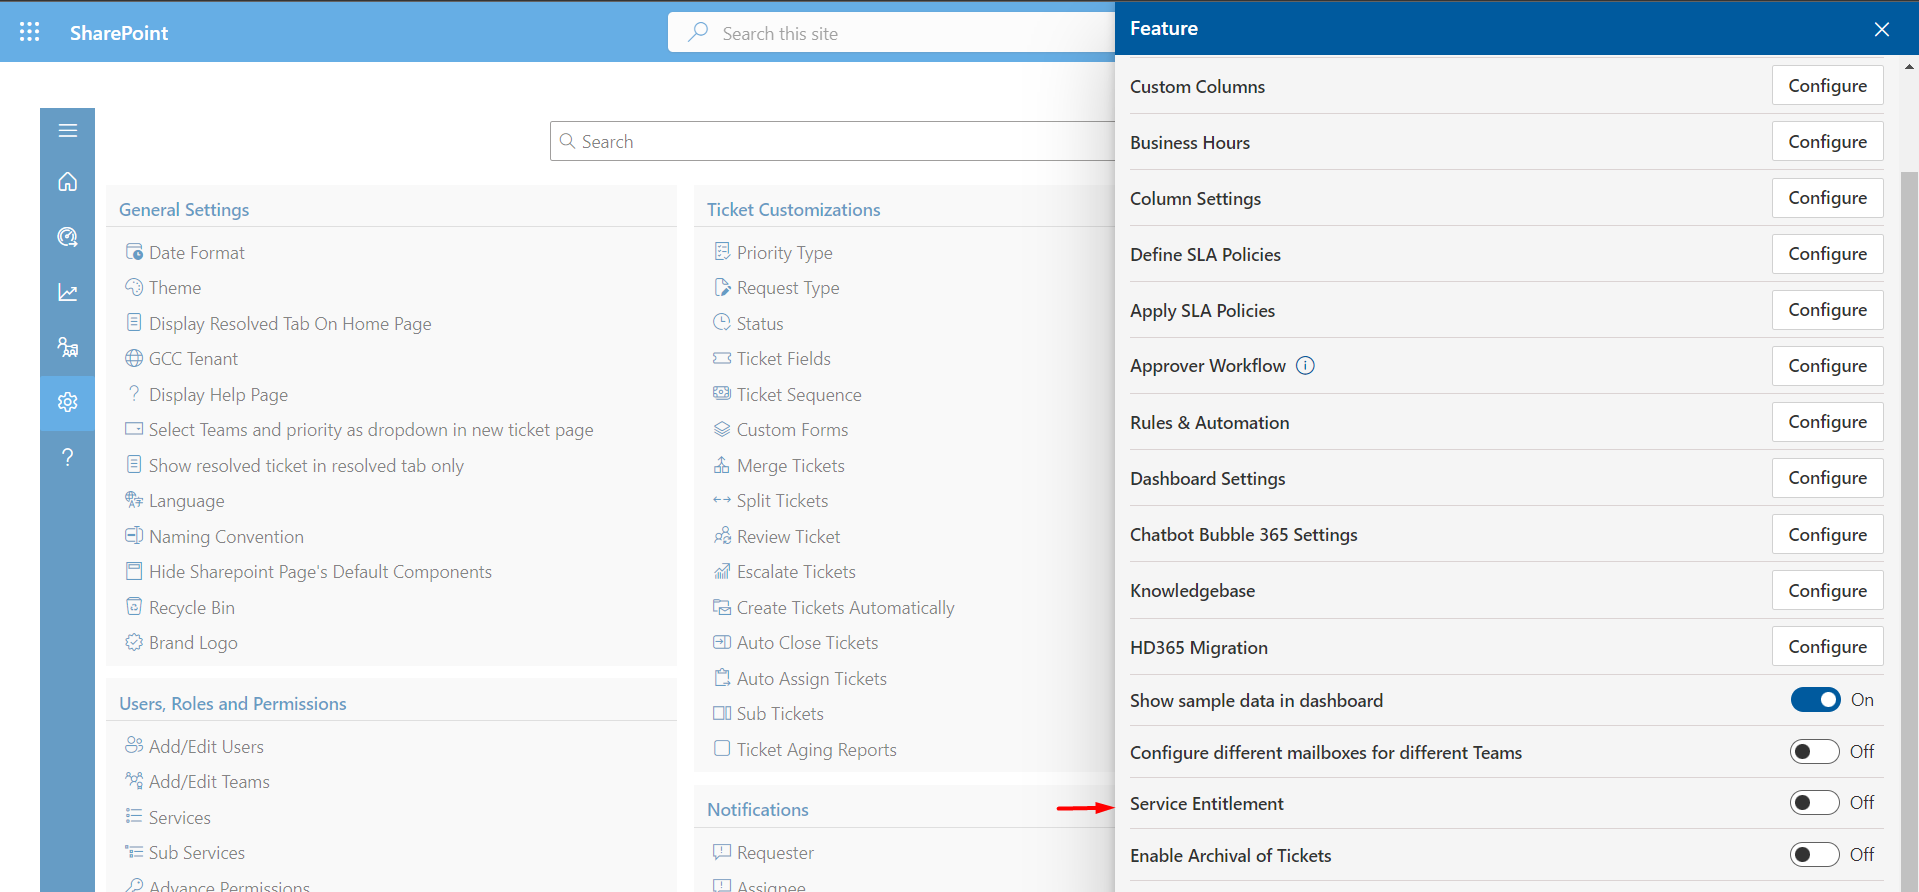 SharePoint
Search this site
Search
General Settings
Date Format
Theme
Display Resolved Tab On Home Page
GCC Tenant
Display Help Page
Select Teams and priority as dropdown in new ticket page
Show resolved ticket in resolved tab only
Language
Naming Convention
Hide Sharepoint Page's Default Components
Recycle Bin
Brand Logo
Users, Roles and Permissions
Add/Edit Users
Add/Edit Teams
Services
Sub Services
Advance Permissions
Ticket Customizations
Priority Type
Request Type
Status
Ticket Fields
Ticket Sequence
Custom Forms
Merge Tickets
Split Tickets
Review Ticket
Escalate Tickets
Create Tickets Automatically
Auto Close Tickets
Auto Assign Tickets
Sub Tickets
Ticket Aging Reports
Notifications
Requester
Assignee
Feature
Custom Columns Configure
Business Hours Configure
Column Settings Configure
Define SLA Policies Configure
Apply SLA Policies Configure
Approver Workflow Configure
Rules & Automation Configure
Dashboard Settings Configure
Chatbot Bubble 365 Settings Configure
Knowledgebase Configure
HD365 Migration Configure
Show sample data in dashboard On
Configure different mailboxes for different Teams Off
Service Entitlement Off
Enable Archival of Tickets Off